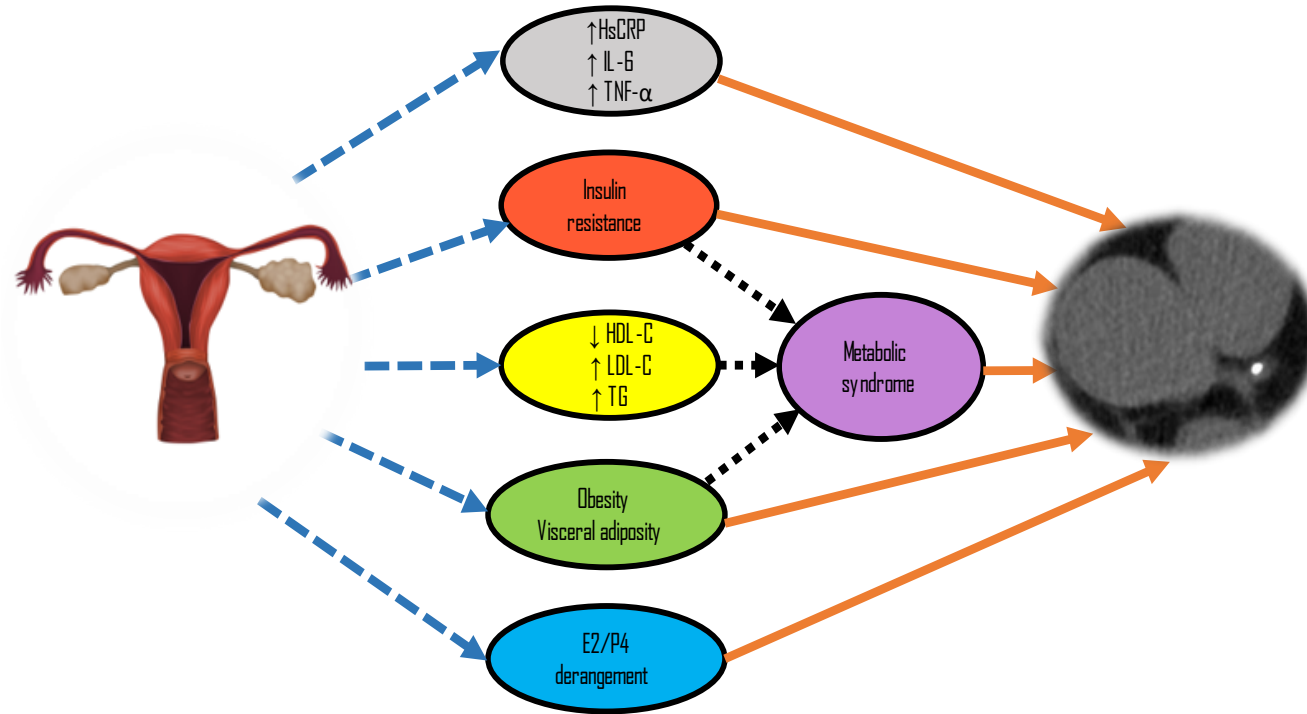 ↑HsCRP
↑ IL-6
↑ TNF-α
Insulin
resistance
↓ HDL-C
↑ LDL-C
↑ TG
Metabolic
syndrome
Obesity
Visceral adiposity
E2/P4
derangement